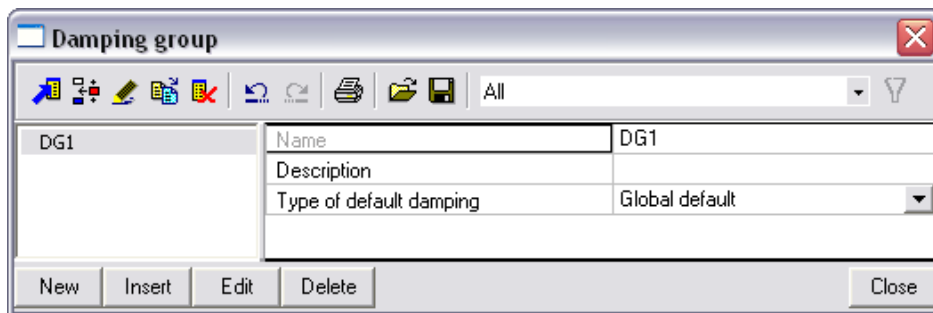 Damping group
All
DG1
Name DG1
Description
Type of default damping Global default
New Insert Edit Delete Close